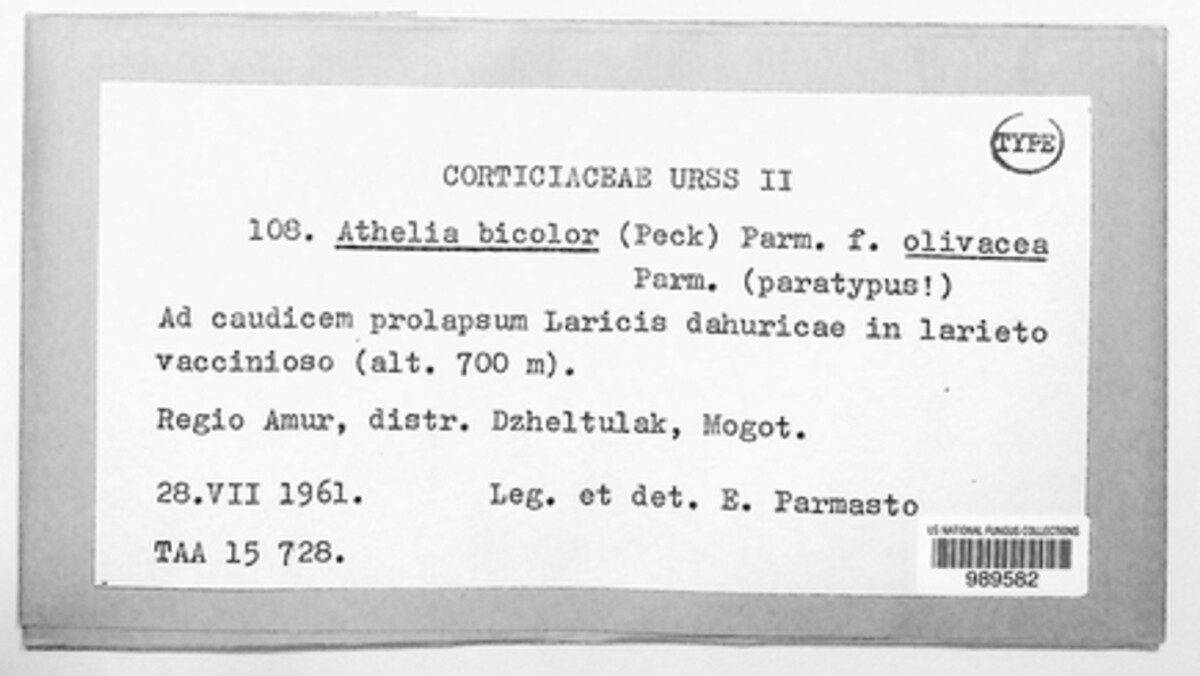 TYPE
CORTICIACEAE URSS II
108. Athelia bicolor (Peck) Parm. f. olivacea
Parm. (paratypus!)
Ad caudicem prolapsum Laricis dahuricae in larieto
vaccinioso (alt. 700 m).
Regio Amur, distr. Dzheltulak, Mogot.
28.VII 1961. Leg. et det. E. Parmasto
TAA 15 728.
US NATIONAL FUNGUS COLLECTIONS
989582